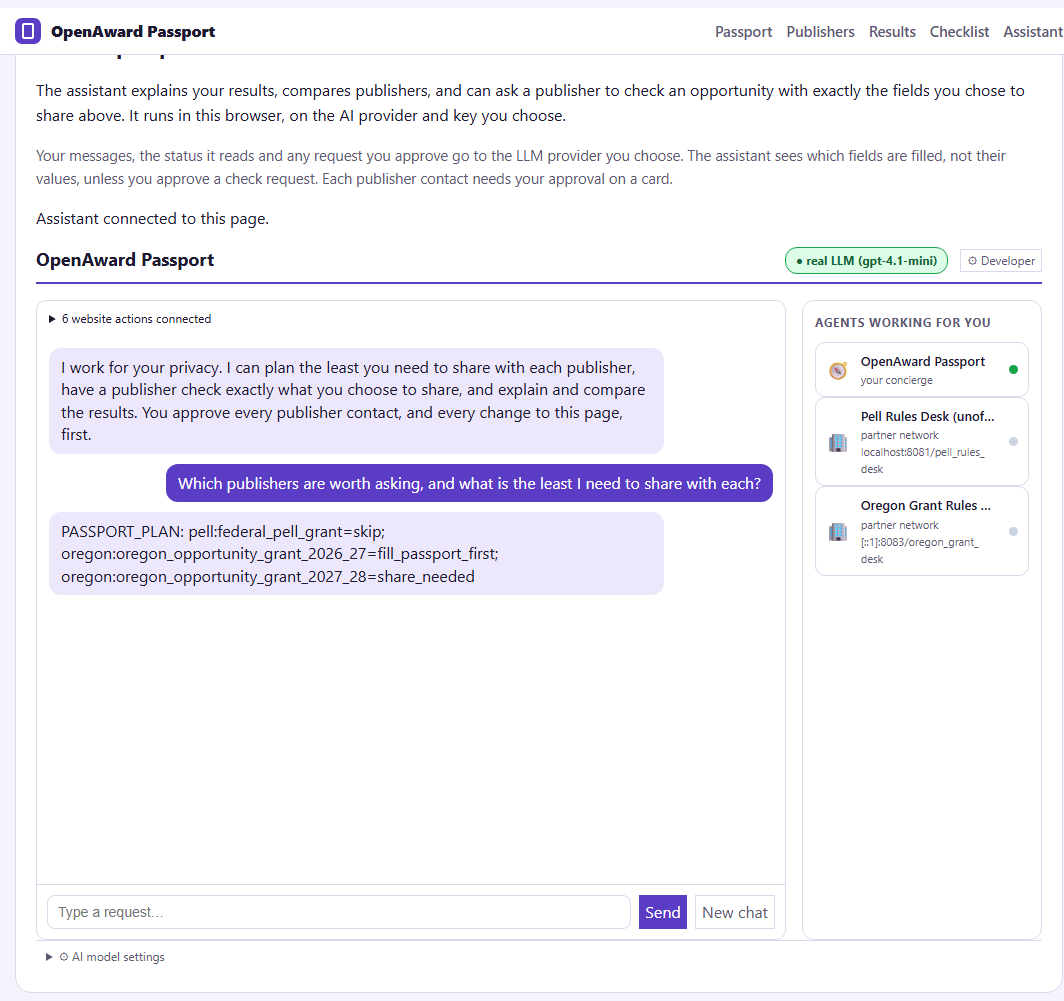 OpenAward Passport
Passport Publishers Results Checklist Assistant
The assistant explains your results, compares publishers, and can ask a publisher to check an opportunity with exactly the fields you chose to
share above. It runs in this browser, on the AI provider and key you choose.
Your messages, the status it reads and any request you approve go to the LLM provider you choose. The assistant sees which fields are filled, not their
values, unless you approve a check request. Each publisher contact needs your approval on a card.
Assistant connected to this page.
OpenAward Passport
● real LLM (gpt-4.1-mini)
⚙ Developer
▶ 6 website actions connected
I work for your privacy. I can plan the least you need to share with each publisher,
have a publisher check exactly what you choose to share, and explain and compare
the results. You approve every publisher contact, and every change to this page,
first.
Which publishers are worth asking, and what is the least I need to share with each?
PASSPORT_PLAN: pell:federal_pell_grant=skip;
oregon:oregon_opportunity_grant_2026_27=fill_passport_first;
oregon:oregon_opportunity_grant_2027_28=share_needed
Type a request...
Send
New chat
▶ ⚙ AI model settings
AGENTS WORKING FOR YOU
OpenAward Passport
your concierge
Pell Rules Desk (unof...
partner network
localhost:8081/pell_rules_
desk
Oregon Grant Rules ...
partner network
[::1]:8083/oregon_grant_
desk